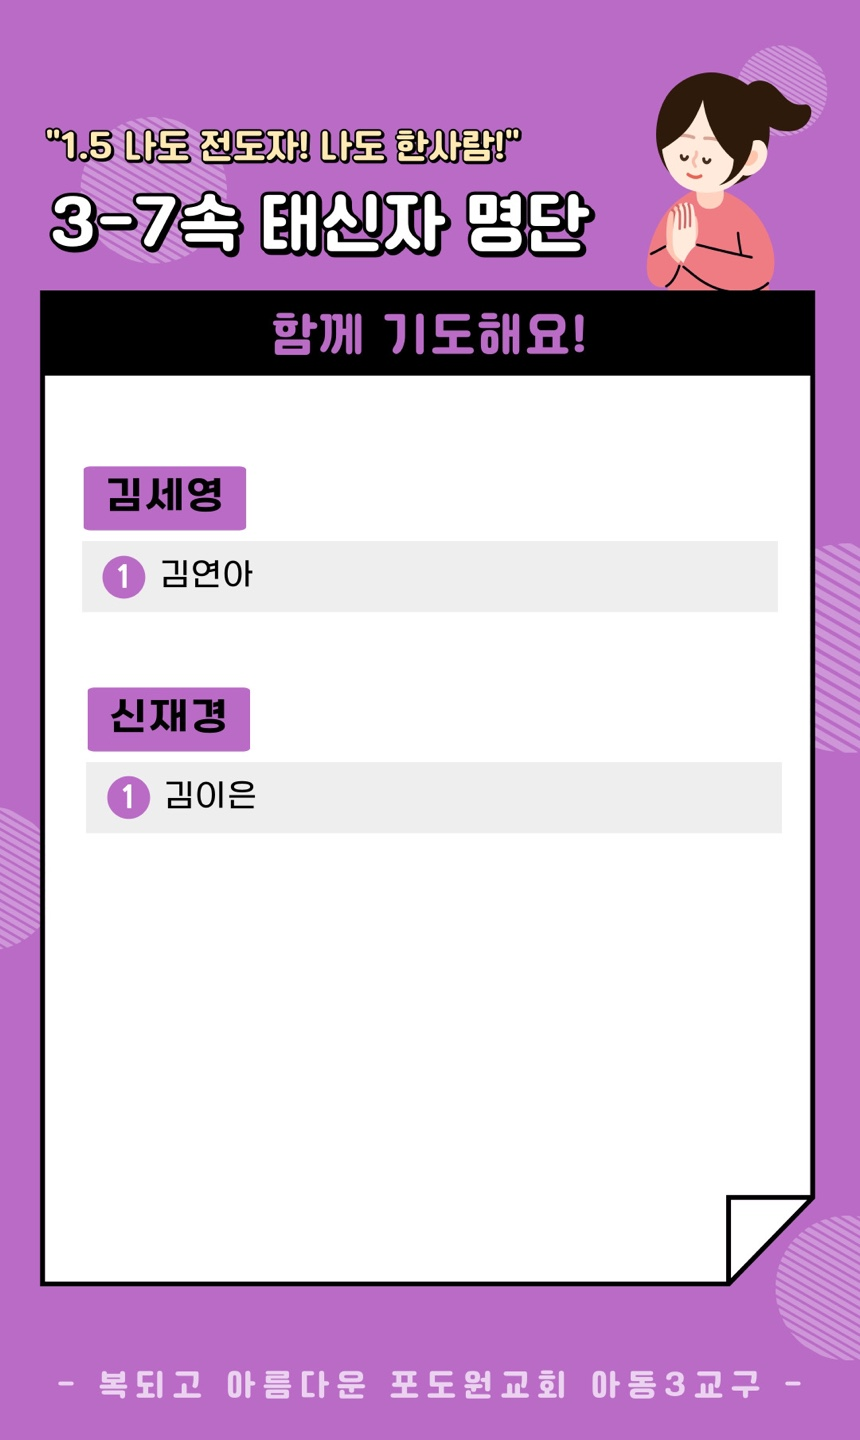 "1.5 나도 전도자! 나도 한사람!"
3-7속 태신자 명단
함께 기도해요!
김세영
1 김연아
신재경
1 김이은
- 복되고 아름다운 포도원교회 아동3교구 -